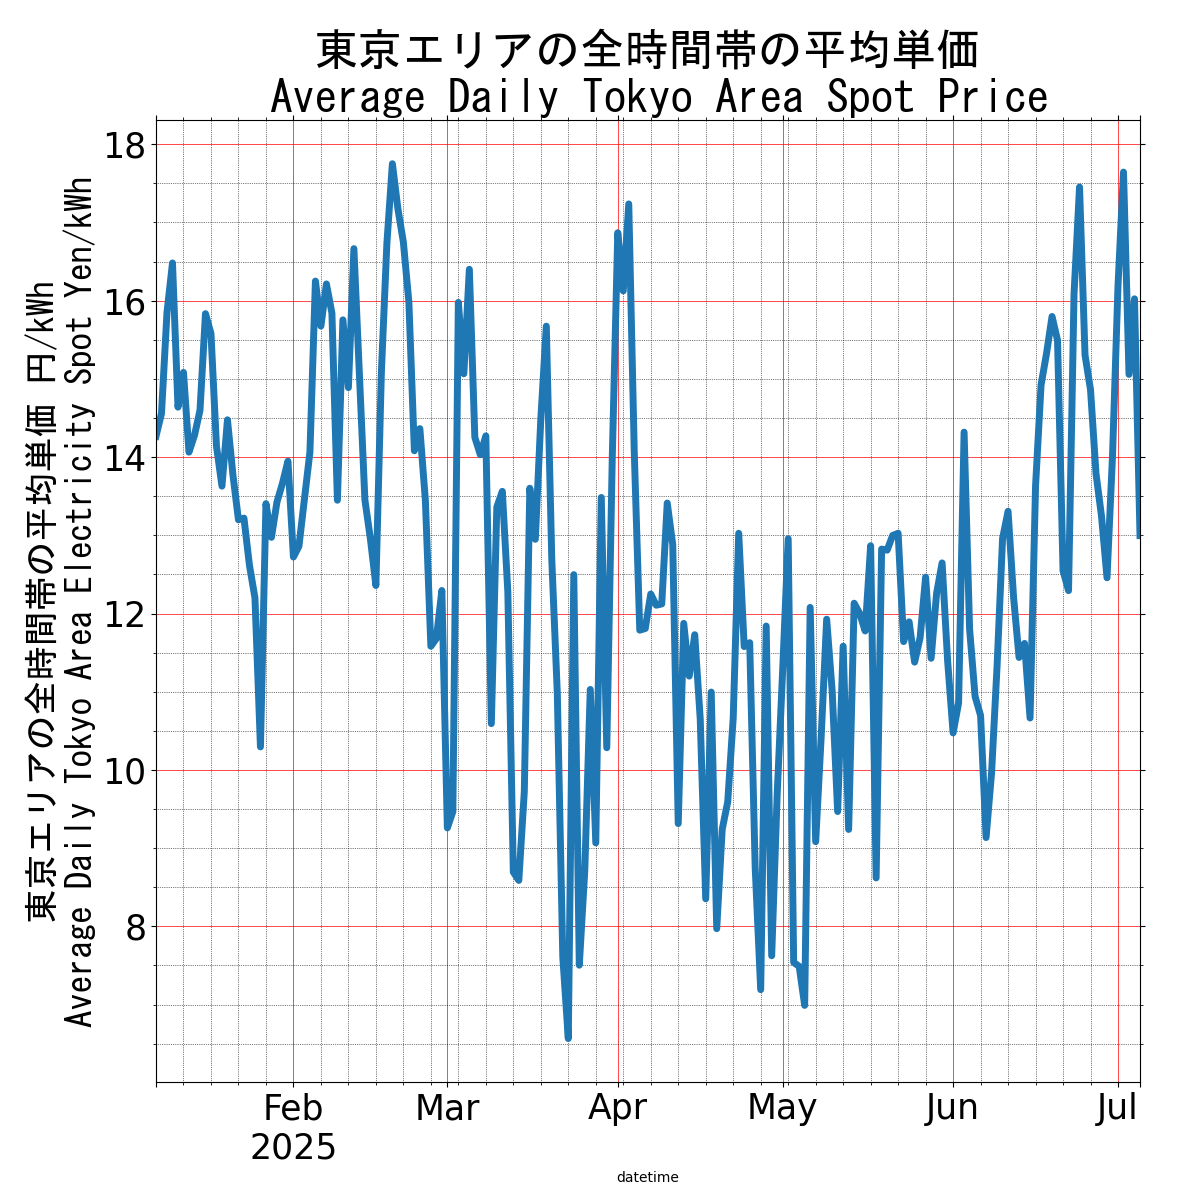 東京エリアの全時間帯の平均単価
Average Daily Tokyo Area Spot Price
東京エリアの全時間帯の平均単価 円/kWh
Average Daily Tokyo Area Electricity Spot Yen/kWh
18
16
14
12
10
8
Feb
2025
Mar
Apr
May
Jun
Jul
datetime